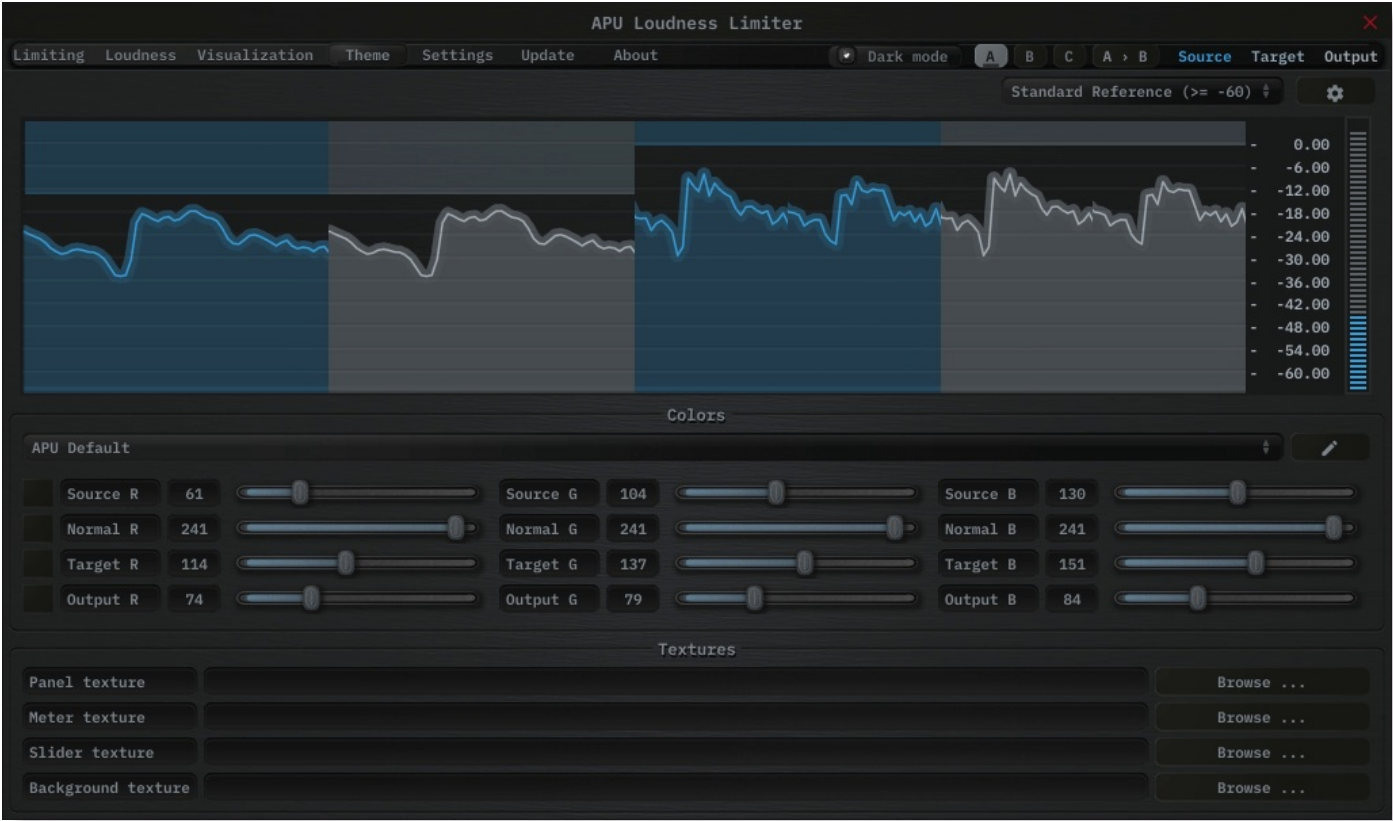 APU Loudness Limiter
Limiting Loudness Visualization Theme Settings Update About Dark mode A B C A › B Source Target Output
Standard Reference (>= -60)
- 0.00
- -6.00
- -12.00
- -18.00
- -24.00
- -30.00
- -36.00
- -42.00
- -48.00
- -54.00
- -60.00
Colors
APU Default
Source R 61 Source G 104 Source B 130
Normal R 241 Normal G 241 Normal B 241
Target R 114 Target G 137 Target B 151
Output R 74 Output G 79 Output B 84
Textures
Panel texture Browse ...
Meter texture Browse ...
Slider texture Browse ...
Background texture Browse ...